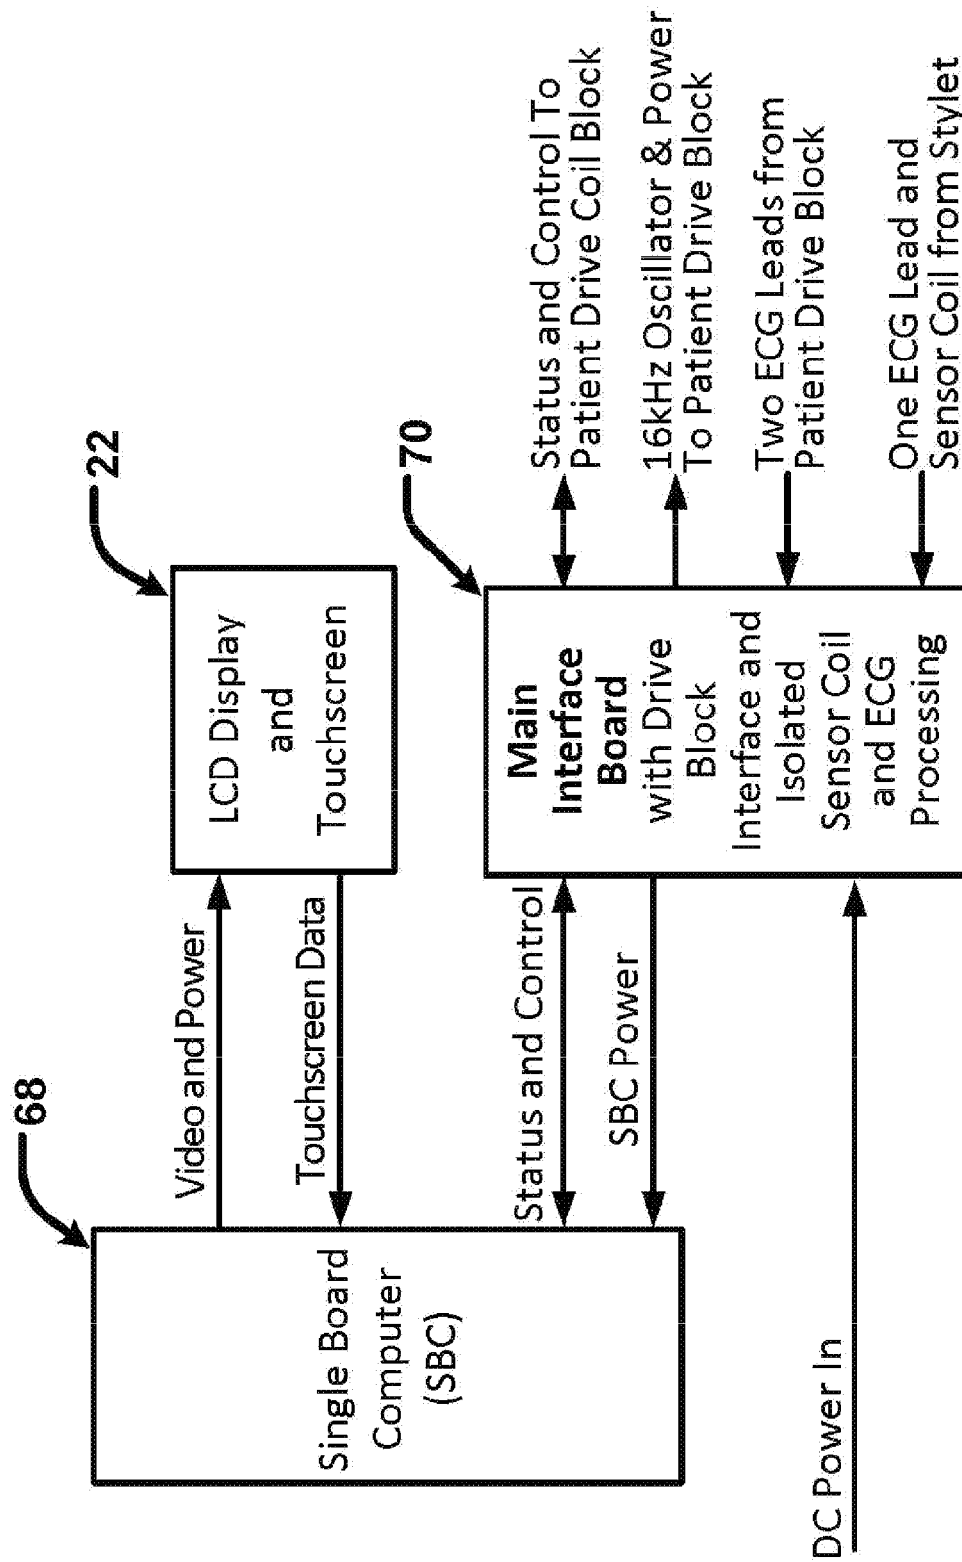 68
Single Board
Computer
(SBC)
Video and Power
Touchscreen Data
22
LCD Display
and
Touchscreen
Status and Control
SBC Power
DC Power In
70
Main
Interface
Board
with Drive
Block
Interface and
Isolated
Sensor Coil
and ECG
Processing
Status and Control To
Patient Drive Coil Block
16kHz Oscillator & Power
To Patient Drive Block
Two ECG Leads from
Patient Drive Block
One ECG Lead and
Sensor Coil from Stylet